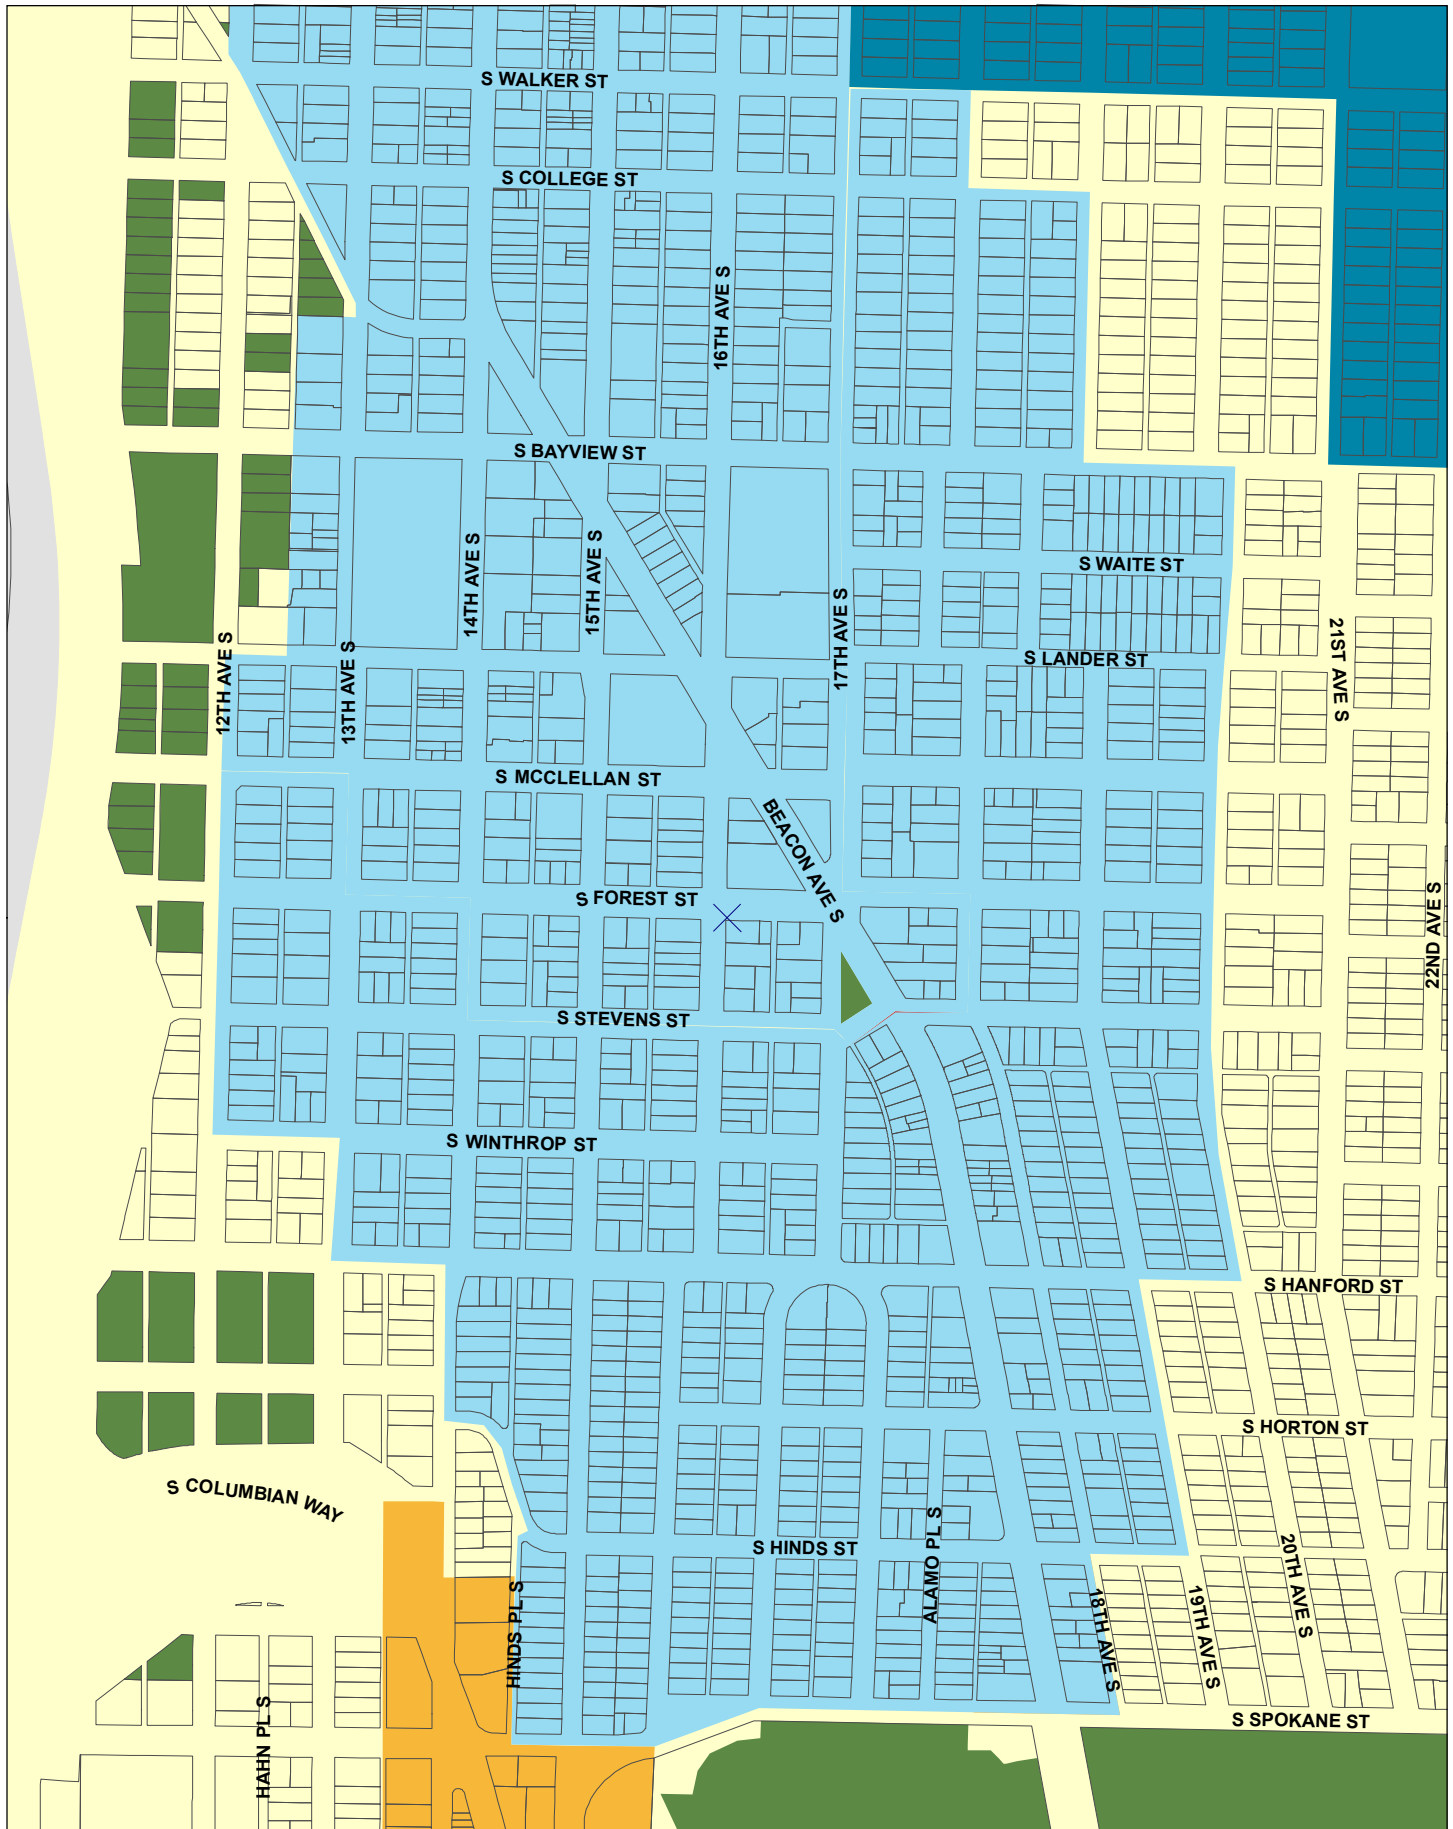 S WALKER ST
S COLLEGE ST
16TH AVE S
S BAYVIEW ST
14TH AVE S
15TH AVE S
S WAITE ST
17TH AVE S
12TH AVE S
13TH AVE S
S LANDER ST
21ST AVE S
S MCCLELLAN ST
BEACON AVE S
S FOREST ST
22ND AVE S
S STEVENS ST
S WINTHROP ST
S HANFORD ST
S HORTON ST
S COLUMBIAN WAY
S HINDS ST
ALAMO PL S
HINDS PL S
18TH AVE S
19TH AVE S
20TH AVE S
HAHN PL S
S SPOKANE ST